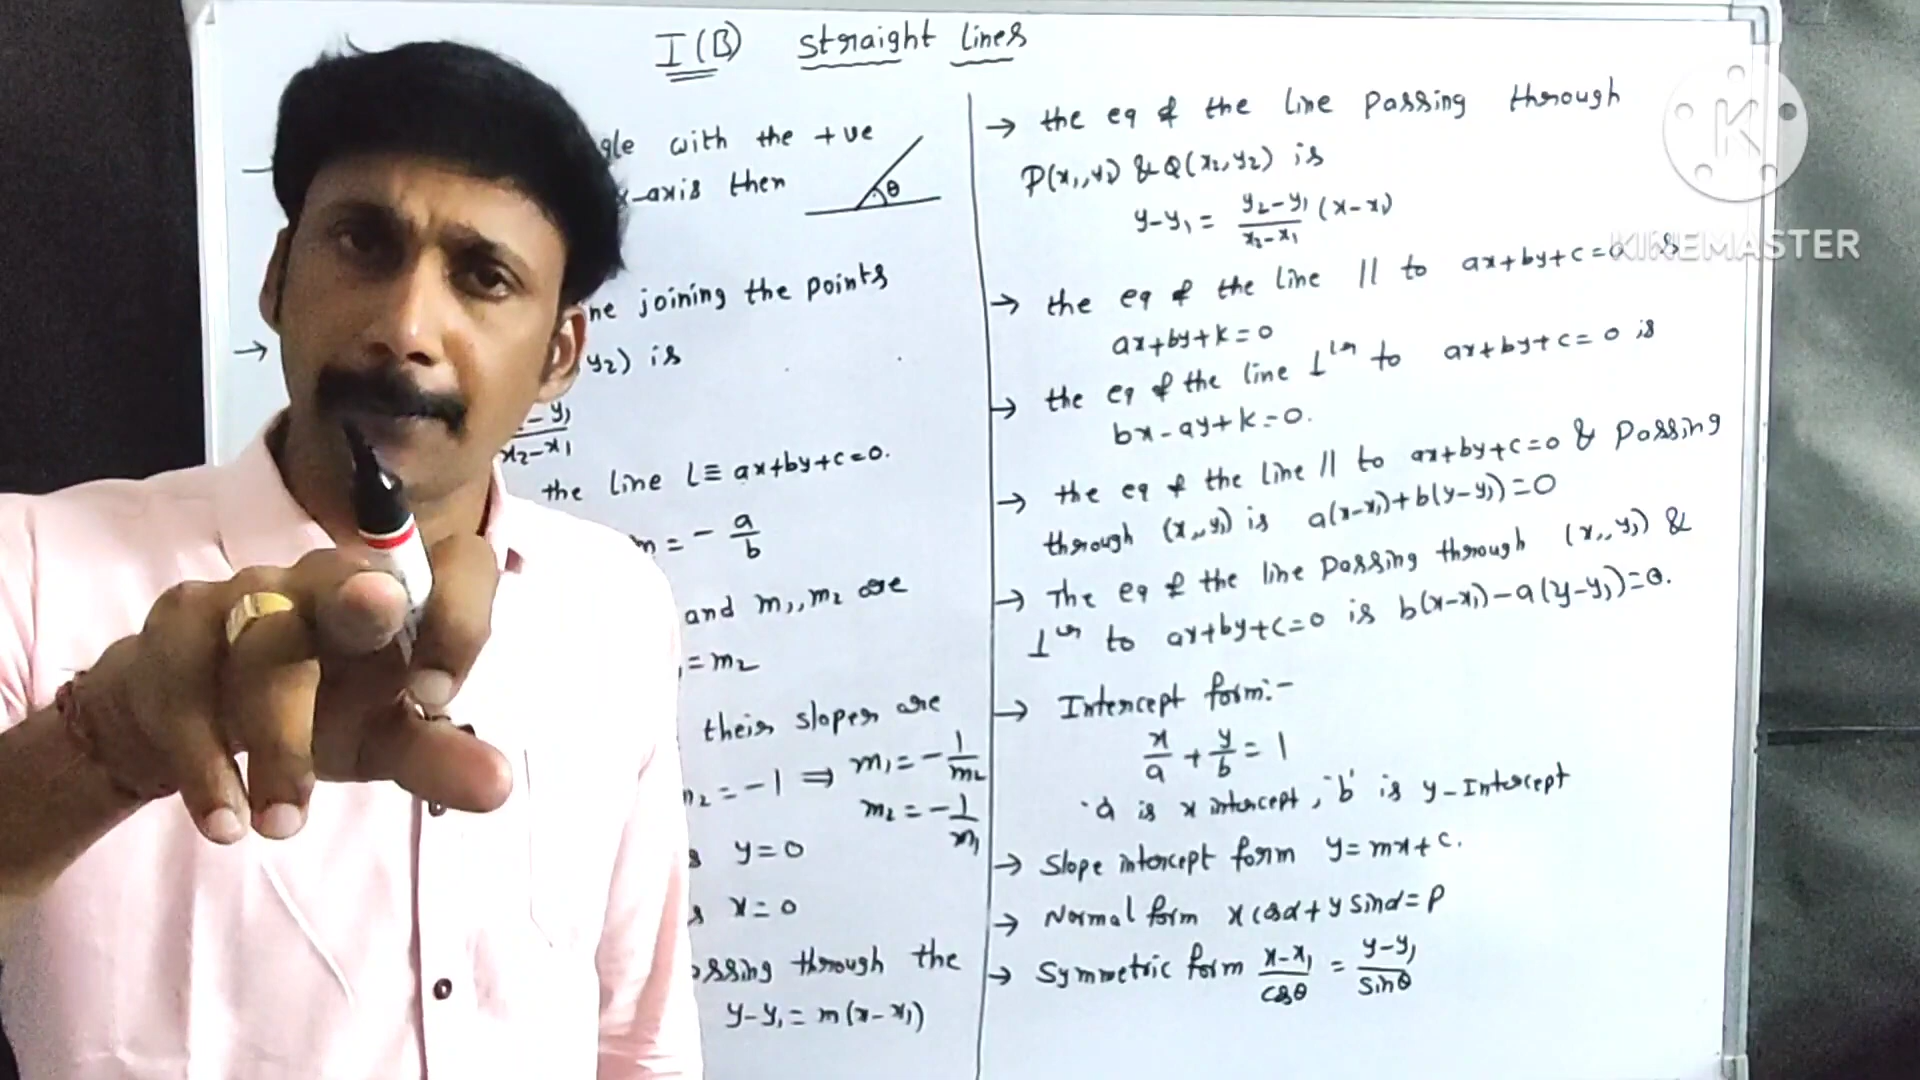 I(B) Straight Lines
gle with the +ve
x-axis then
θ
ne joining the points
→ y₂) is
- y₁
x₂-x₁
the line L≡ ax+by+c=0.
m = - a/b
and m₁, m₂ are
= m₂
their slopes are
= -1 ⇒ m₁ = - 1/m₂
m₂ = - 1/m₁
y=0
x=0
ssing through the
y-y₁ = m(x-x₁)
→ the eq of the line passing through
P(x₁,y₁) & Q(x₂,y₂) is
y-y₁ = y₂-y₁/x₂-x₁ (x-x₁)
→ the eq of the line // to ax+by+c=0 is
ax+by+k=0
→ the eq of the line ⊥ˡᵃʳ to ax+by+c=0 is
bx-ay+k=0.
→ the eq of the line // to ax+by+c=0 & passing
through (x₁,y₁) is a(x-x₁)+b(y-y₁)=0
→ The eq of the line passing through (x₁,y₁) &
⊥ˡᵃʳ to ax+by+c=0 is b(x-x₁)-a(y-y₁)=0.
→ Intercept form:-
x/a + y/b = 1
'a is x intercept, 'b' is y-Intercept
→ Slope intercept form y=mx+c.
→ Normal form x cosα + y sinα = P
→ Symmetric form x-x₁/cosθ = y-y₁/sinθ
K
KINEMASTER